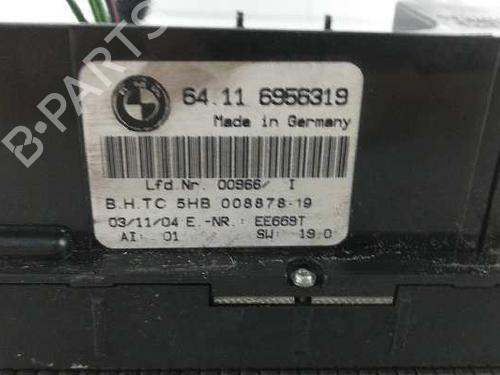 64.11 6956319
Made in Germany
Lfd.Nr. 00966/ I
B.H.TC 5HB 008878-19
03/11/04 E.-NR.: EE669T
AI: 01 SW: 19.0
B-PARTS